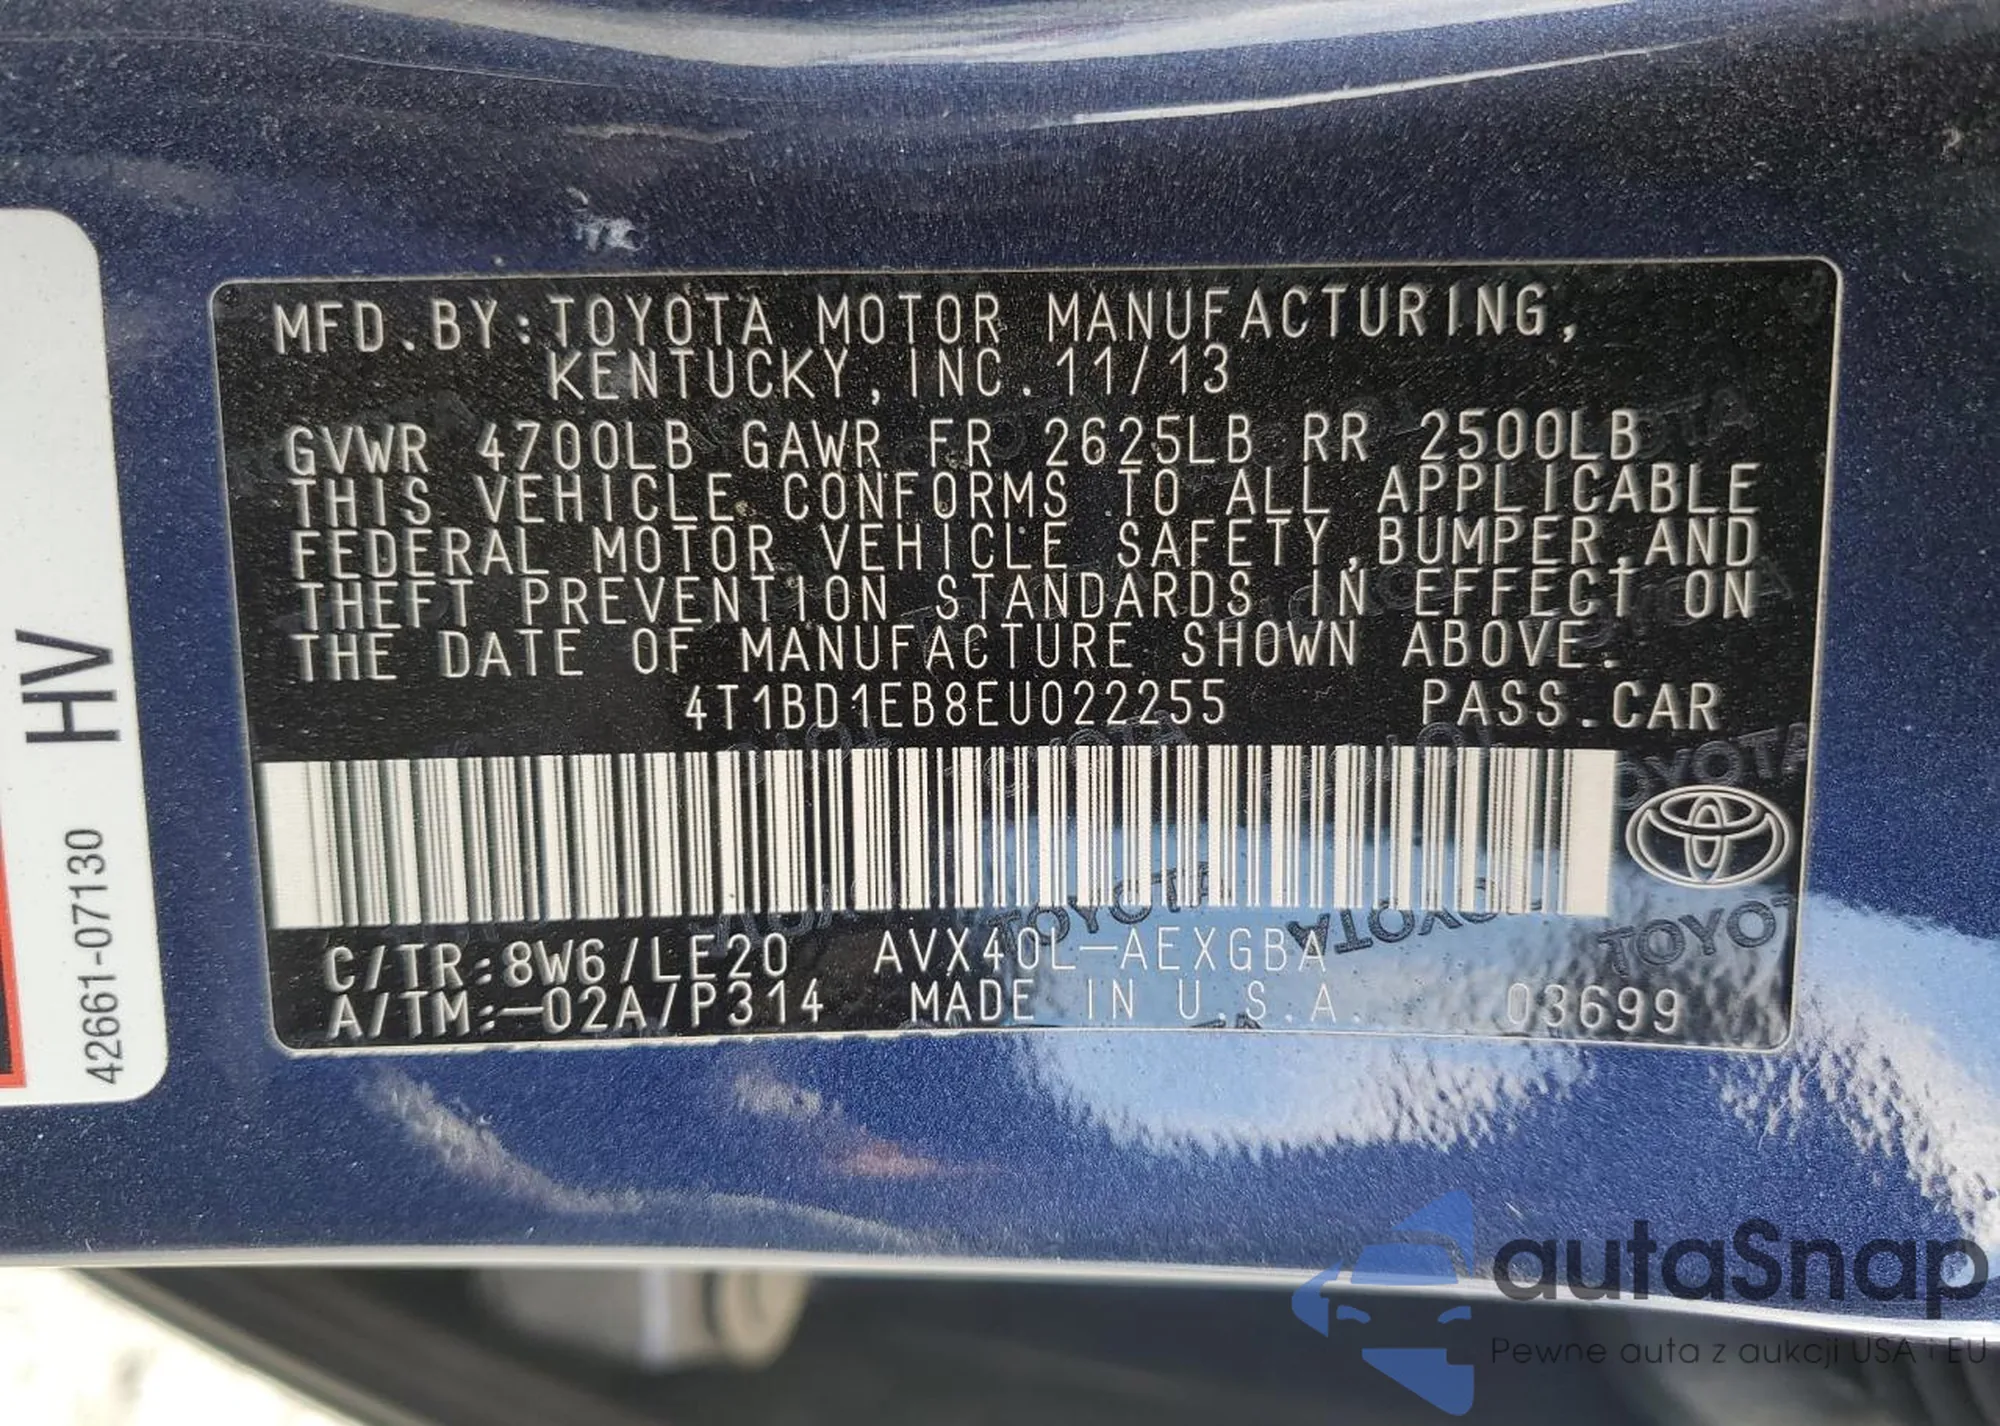 MFD.BY:TOYOTA MOTOR MANUFACTURING,
KENTUCKY, INC. 11/13
GVWR 4700LB GAWR FR 2625LB RR 2500LB
THIS VEHICLE CONFORMS TO ALL APPLICABLE
FEDERAL MOTOR VEHICLE SAFETY,BUMPER,AND
THEFT PREVENTION STANDARDS IN EFFECT ON
THE DATE OF MANUFACTURE SHOWN ABOVE.
4T1BD1EB8EU022255 PASS.CAR
C/TR:8W6/LE20 AVX40L-AEXGBA
A/TM:-02A/P314 MADE IN U.S.A. 03699
HV
42661-07130
TOYOTA
autaSnap
Pewne auta z aukcji USA i EU